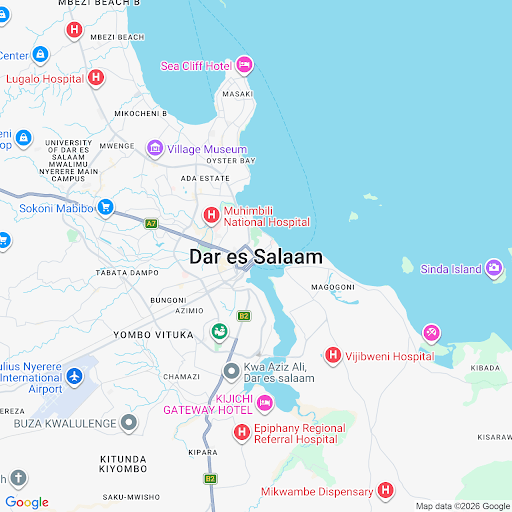 MBEZI BEACH B
MBEZI BEACH
Center
Lugalo Hospital
Sea Cliff Hotel
MASAKI
MIKOCHENI B
UNIVERSITY
OF DAR ES
SALAAM
MWALIMU
NYERERE MAIN
CAMPUS
MWENGE
Village Museum
OYSTER BAY
ADA ESTATE
Sokoni Mabibo
A7
Muhimbili
National Hospital
Dar es Salaam
Sinda Island
TABATA DAMPO
MAGOGONI
BUNGONI
AZIMIO
B2
YOMBO VITUKA
Vijibweni Hospital
KIBADA
ulius Nyerere
International
Airport
CHAMAZI
Kwa Aziz Ali,
Dar es salaam
KIJICHI
GATEWAY HOTEL
EREZA
BUZA KWALULENGE
Epiphany Regional
Referral Hospital
KISARAW
KIPARA
KITUNDA
KIYOMBO
B2
SAKU-MWISHO
Mikwambe Dispensary
Google
Map data ©2026 Google